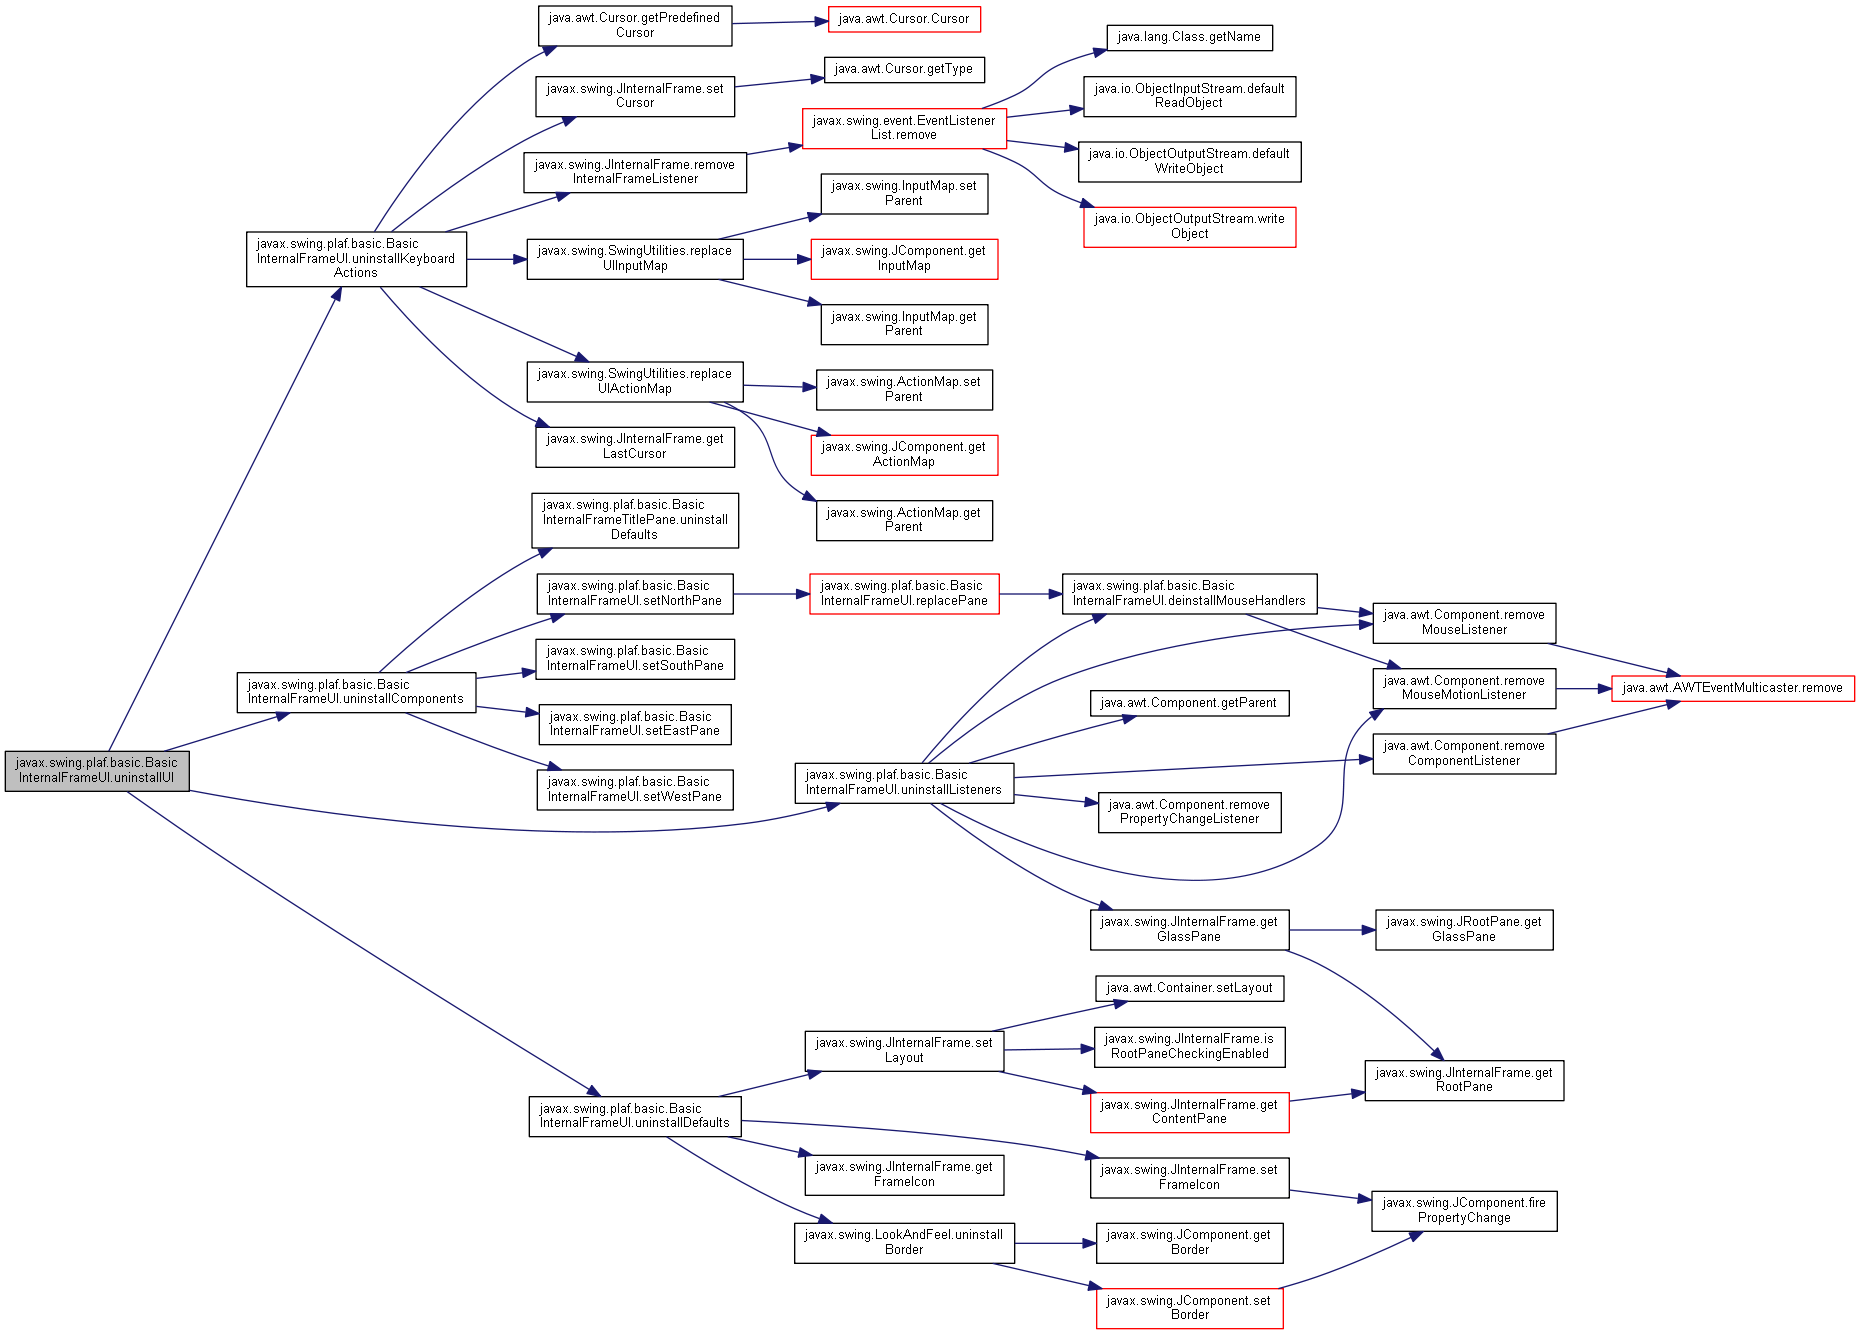 javax.swing.plaf.basic.Basic
InternalFrameUI.uninstallUI
javax.swing.plaf.basic.Basic
InternalFrameUI.uninstallKeyboard
Actions
javax.swing.plaf.basic.Basic
InternalFrameUI.uninstallComponents
java.awt.Cursor.getPredefined
Cursor
javax.swing.JInternalFrame.set
Cursor
javax.swing.JInternalFrame.remove
InternalFrameListener
javax.swing.SwingUtilities.replace
UIInputMap
javax.swing.SwingUtilities.replace
UIActionMap
javax.swing.JInternalFrame.get
LastCursor
javax.swing.plaf.basic.Basic
InternalFrameTitlePane.uninstall
Defaults
javax.swing.plaf.basic.Basic
InternalFrameUI.setNorthPane
javax.swing.plaf.basic.Basic
InternalFrameUI.setSouthPane
javax.swing.plaf.basic.Basic
InternalFrameUI.setEastPane
javax.swing.plaf.basic.Basic
InternalFrameUI.setWestPane
javax.swing.plaf.basic.Basic
InternalFrameUI.uninstallDefaults
java.awt.Cursor.Cursor
java.awt.Cursor.getType
javax.swing.event.EventListener
List.remove
javax.swing.InputMap.set
Parent
javax.swing.JComponent.get
InputMap
javax.swing.InputMap.get
Parent
javax.swing.ActionMap.set
Parent
javax.swing.JComponent.get
ActionMap
javax.swing.ActionMap.get
Parent
javax.swing.plaf.basic.Basic
InternalFrameUI.replacePane
javax.swing.plaf.basic.Basic
InternalFrameUI.uninstallListeners
javax.swing.JInternalFrame.set
Layout
javax.swing.JInternalFrame.get
FrameIcon
javax.swing.LookAndFeel.uninstall
Border
java.lang.Class.getName
java.io.ObjectInputStream.default
ReadObject
java.io.ObjectOutputStream.default
WriteObject
java.io.ObjectOutputStream.write
Object
javax.swing.plaf.basic.Basic
InternalFrameUI.deinstallMouseHandlers
java.awt.Component.getParent
java.awt.Component.remove
PropertyChangeListener
javax.swing.JInternalFrame.get
GlassPane
java.awt.Container.setLayout
javax.swing.JInternalFrame.is
RootPaneCheckingEnabled
javax.swing.JInternalFrame.get
ContentPane
javax.swing.JInternalFrame.set
FrameIcon
javax.swing.JComponent.get
Border
javax.swing.JComponent.set
Border
java.awt.Component.remove
MouseListener
java.awt.Component.remove
MouseMotionListener
java.awt.Component.remove
ComponentListener
javax.swing.JRootPane.get
GlassPane
javax.swing.JInternalFrame.get
RootPane
javax.swing.JComponent.fire
PropertyChange
java.awt.AWTEventMulticaster.remove